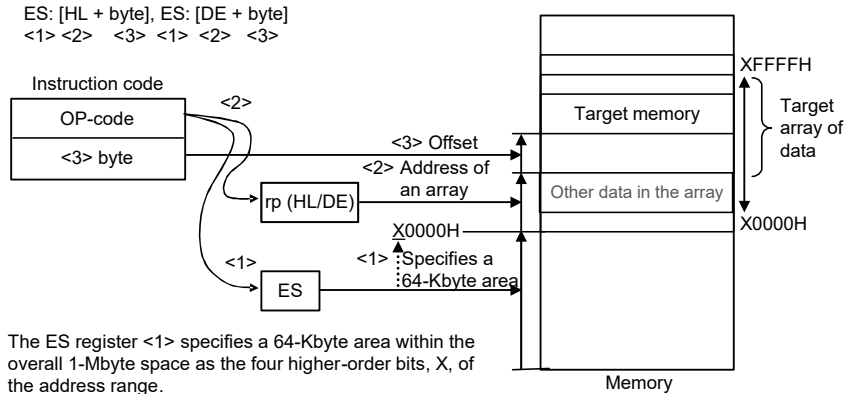 ES: [HL + byte], ES: [DE + byte]
<1> <2> <3> <1> <2> <3>
Instruction code
OP-code
<3> byte
<2>
<3> Offset
<2> Address of
an array
rp (HL/DE)
X0000H
<1>
<1> Specifies a
64-Kbyte area
ES
XFFFFH
Target memory
Target
array of
data
Other data in the array
X0000H
Memory
The ES register <1> specifies a 64-Kbyte area within the
overall 1-Mbyte space as the four higher-order bits, X, of
the address range.